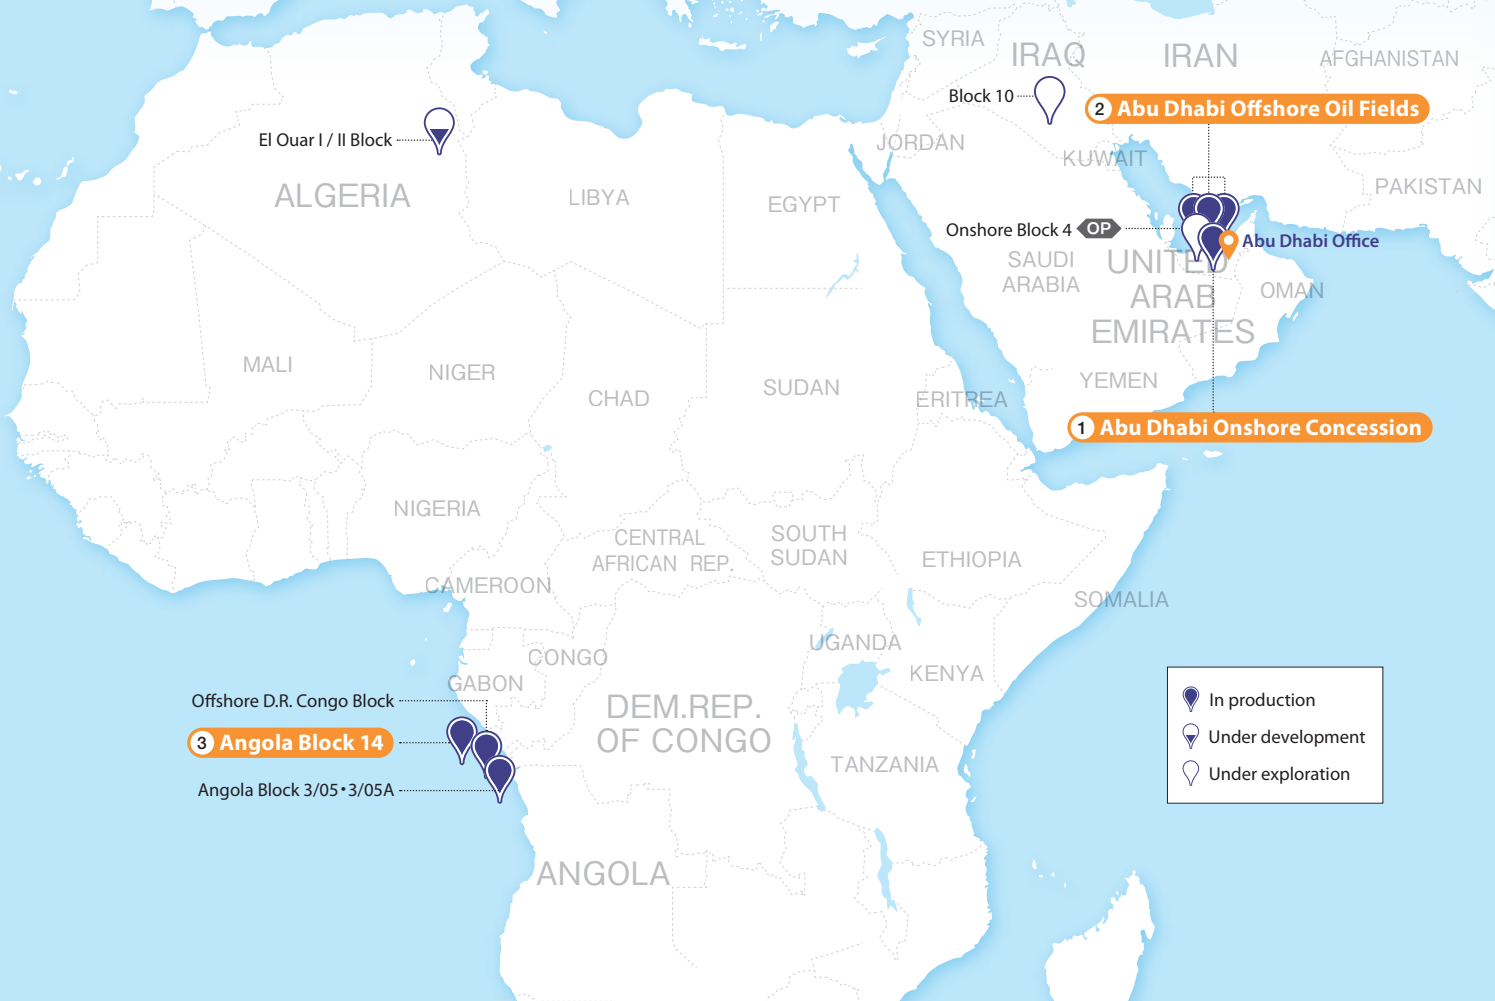 SYRIA
IRAQ
IRAN
AFGHANISTAN
Block 10
2 Abu Dhabi Offshore Oil Fields
El Ouar I / II Block
JORDAN
KUWAIT
PAKISTAN
ALGERIA
LIBYA
EGYPT
Onshore Block 4 OP
Abu Dhabi Office
SAUDI
ARABIA
UNITED
ARAB
EMIRATES
OMAN
MALI
NIGER
CHAD
SUDAN
YEMEN
ERITREA
1 Abu Dhabi Onshore Concession
NIGERIA
CENTRAL
AFRICAN REP.
SOUTH
SUDAN
ETHIOPIA
CAMEROON
SOMALIA
UGANDA
CONGO
KENYA
GABON
Offshore D.R. Congo Block
DEM.REP.
OF CONGO
3 Angola Block 14
TANZANIA
Angola Block 3/05•3/05A
ANGOLA
In production
Under development
Under exploration